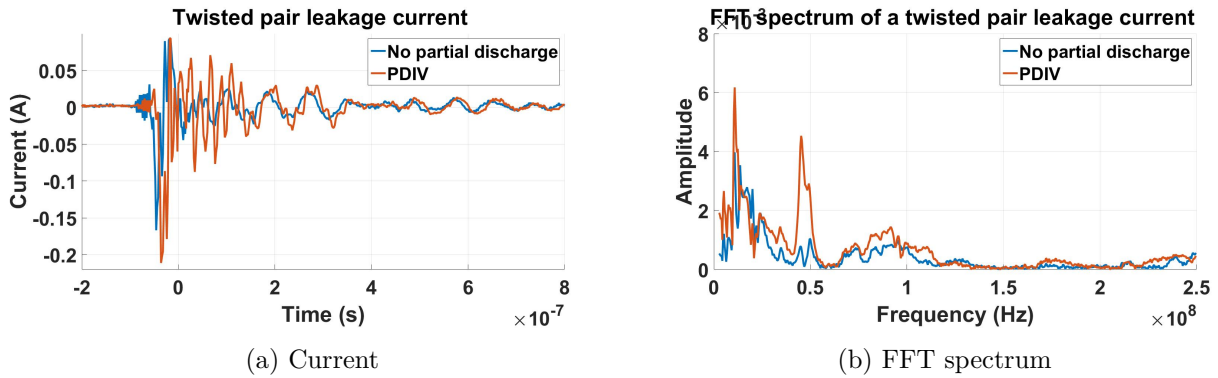 Twisted pair leakage current
No partial discharge
PDIV
Current (A)
0.05
0
-0.05
-0.1
-0.15
-0.2
-2 0 2 4 6 8
Time (s)
×10⁻⁷
(a) Current
FFT spectrum of a twisted pair leakage current
×10⁻³
No partial discharge
PDIV
Amplitude
8
6
4
2
0
0 0.5 1 1.5 2 2.5
Frequency (Hz)
×10⁸
(b) FFT spectrum